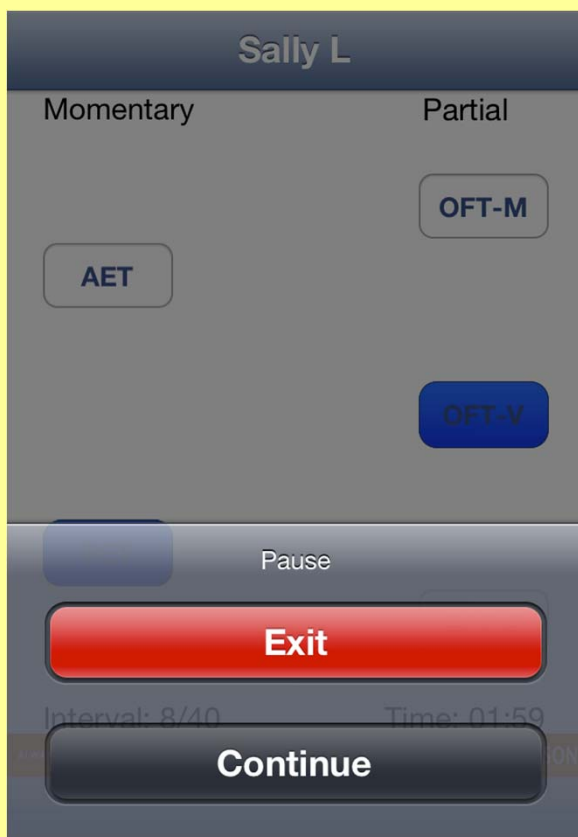 Sally L
Momentary Partial
OFT-M
AET
OFT-V
Pause
Exit
Interval: 8/40 Time: 01:59
Continue